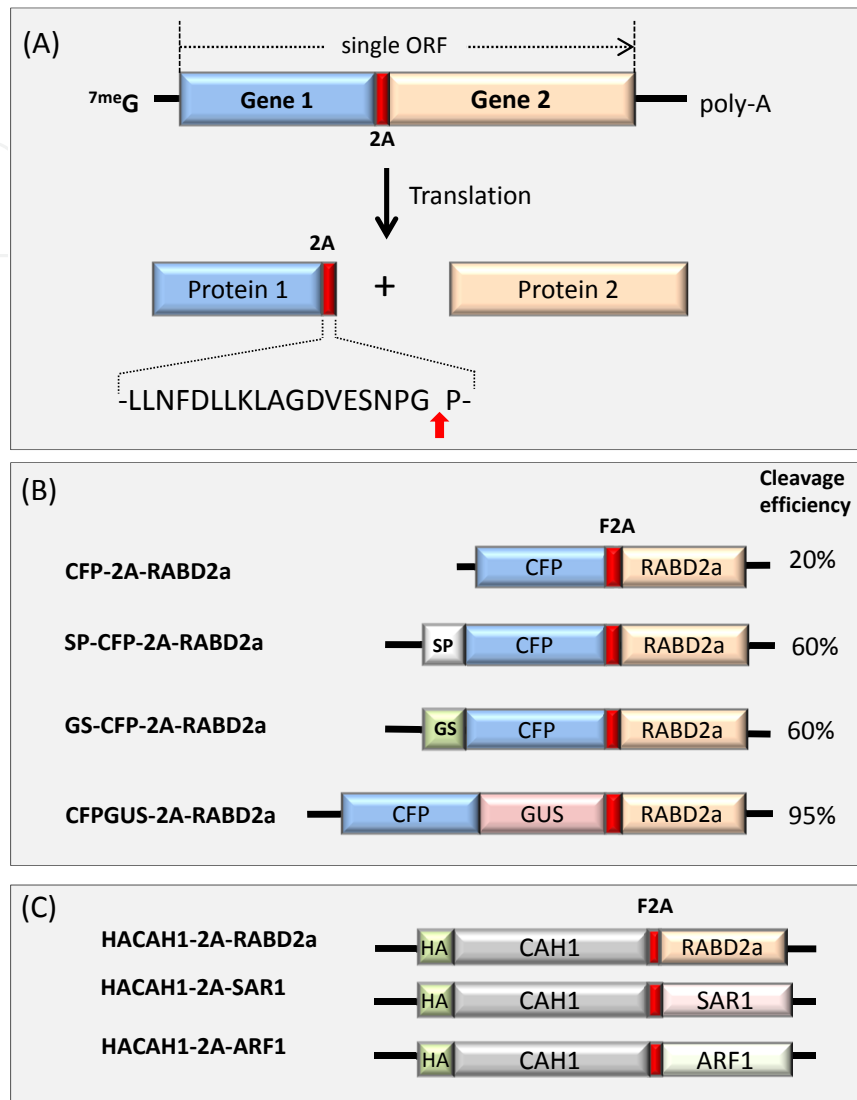 (A)
single ORF
7meG
Gene 1
Gene 2
poly-A
2A
Translation
2A
Protein 1
+
Protein 2
-LLNFDLLKLAGDVESNPG P-
(B)
Cleavage
efficiency
F2A
CFP-2A-RABD2a
CFP
RABD2a
20%
SP-CFP-2A-RABD2a
SP
CFP
RABD2a
60%
GS-CFP-2A-RABD2a
GS
CFP
RABD2a
60%
CFPGUS-2A-RABD2a
CFP
GUS
RABD2a
95%
(C)
F2A
HACAH1-2A-RABD2a
HA
CAH1
RABD2a
HACAH1-2A-SAR1
HA
CAH1
SAR1
HACAH1-2A-ARF1
HA
CAH1
ARF1